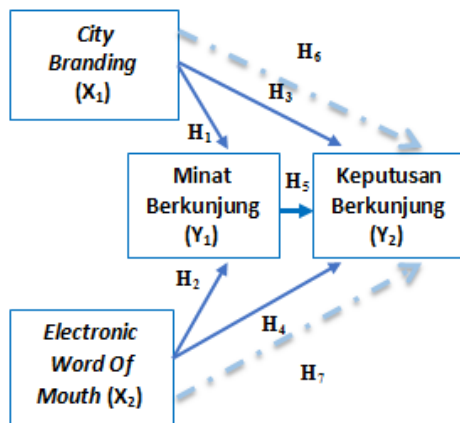 City
Branding
(X₁)
H₆
H₃
H₁
Minat
Berkunjung
(Y₁)
H₅
Keputusan
Berkunjung
(Y₂)
H₂
H₄
H₇
Electronic
Word Of
Mouth (X₂)